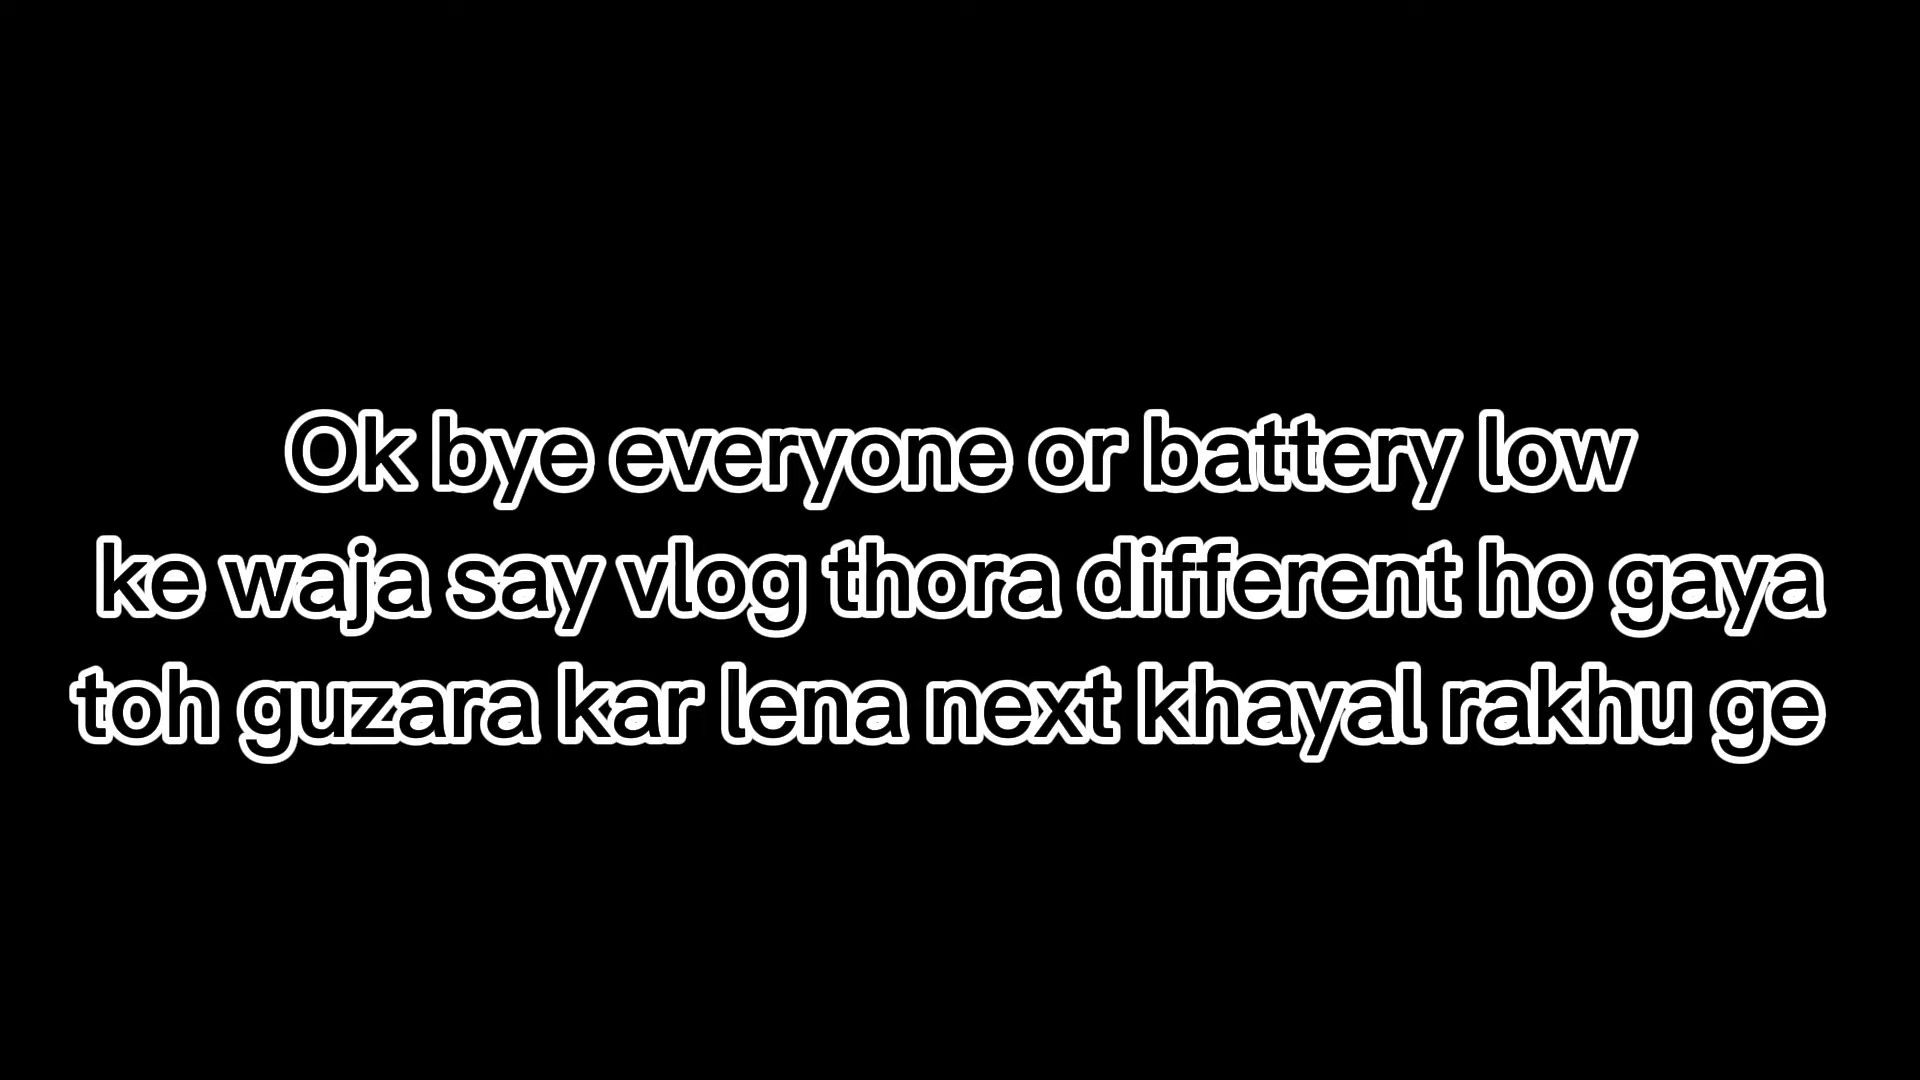 Ok bye everyone or battery low
ke waja say vlog thora different ho gaya
toh guzara kar lena next khayal rakhu ge